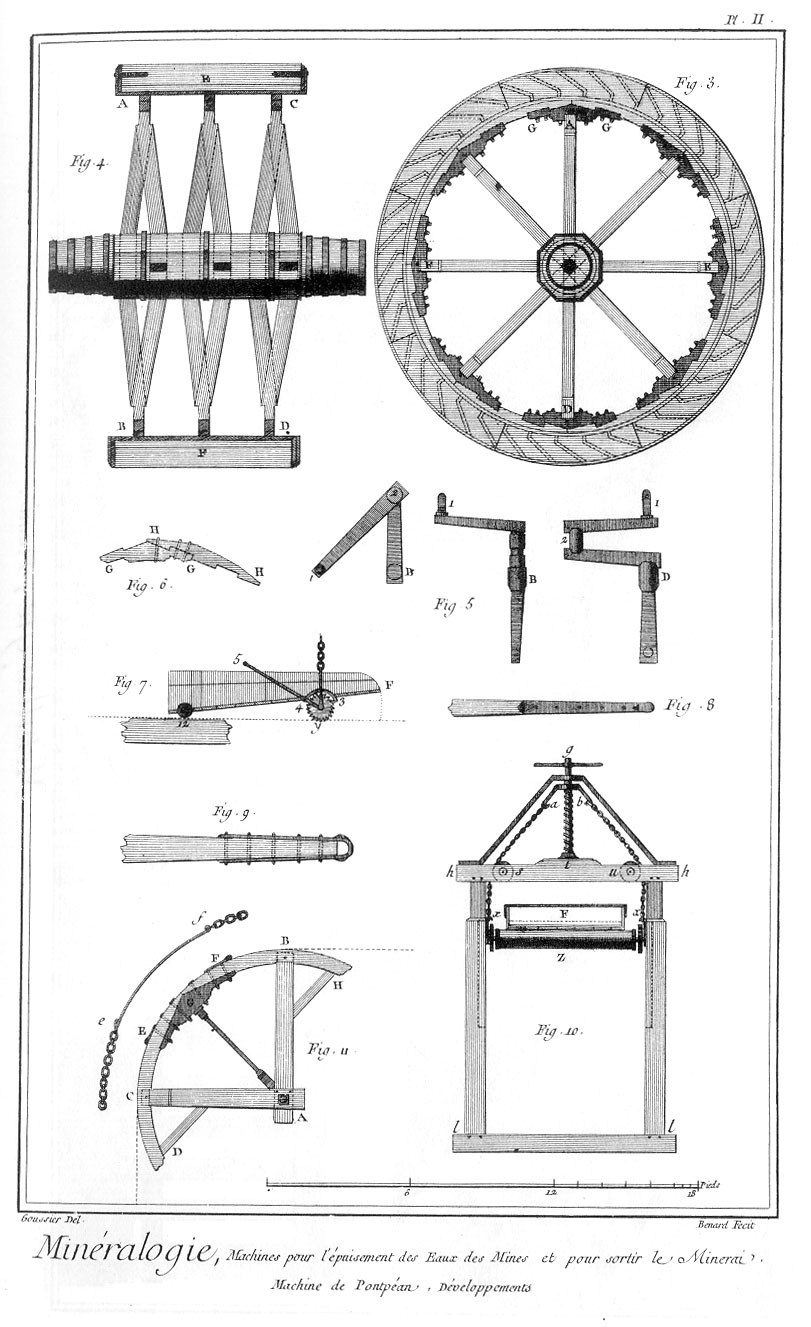 Pl. II.
Fig. 3.
E
A C
G A G
Fig. 4
F E
B D
F
D
2
1 B
1 1
2
B D
Fig. 5
H
G G H
Fig. 6
Fig. 7.
5
F
4 3
12 y
Fig. 8
Fig. 9.
g
a b
h s t u h
x F x
Z
Fig. 10.
l l
f
B
F
H
G
e
E
Fig. 11
C
A
D
6 12 18 Pieds
Goussier Del.
Benard Fecit
Minéralogie, Machines pour l'épuisement des Eaux des Mines et pour sortir le Minerai.
Machine de Pontpéan, Développements